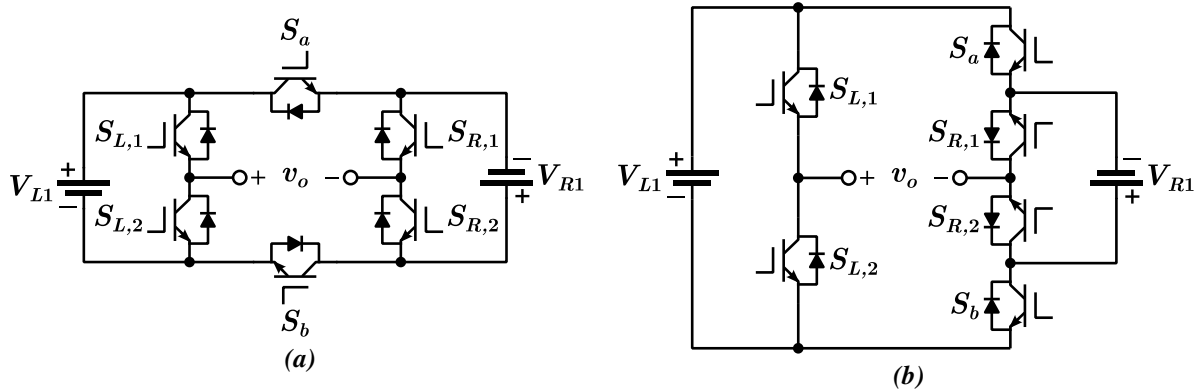 S_a
S_{L,1}
S_{R,1}
+
V_{L1}
−
+ v_o −
−
V_{R1}
+
S_{L,2}
S_{R,2}
S_b
(a)
S_a
S_{L,1}
S_{R,1}
+
V_{L1}
−
+ v_o −
−
V_{R1}
+
S_{R,2}
S_{L,2}
S_b
(b)